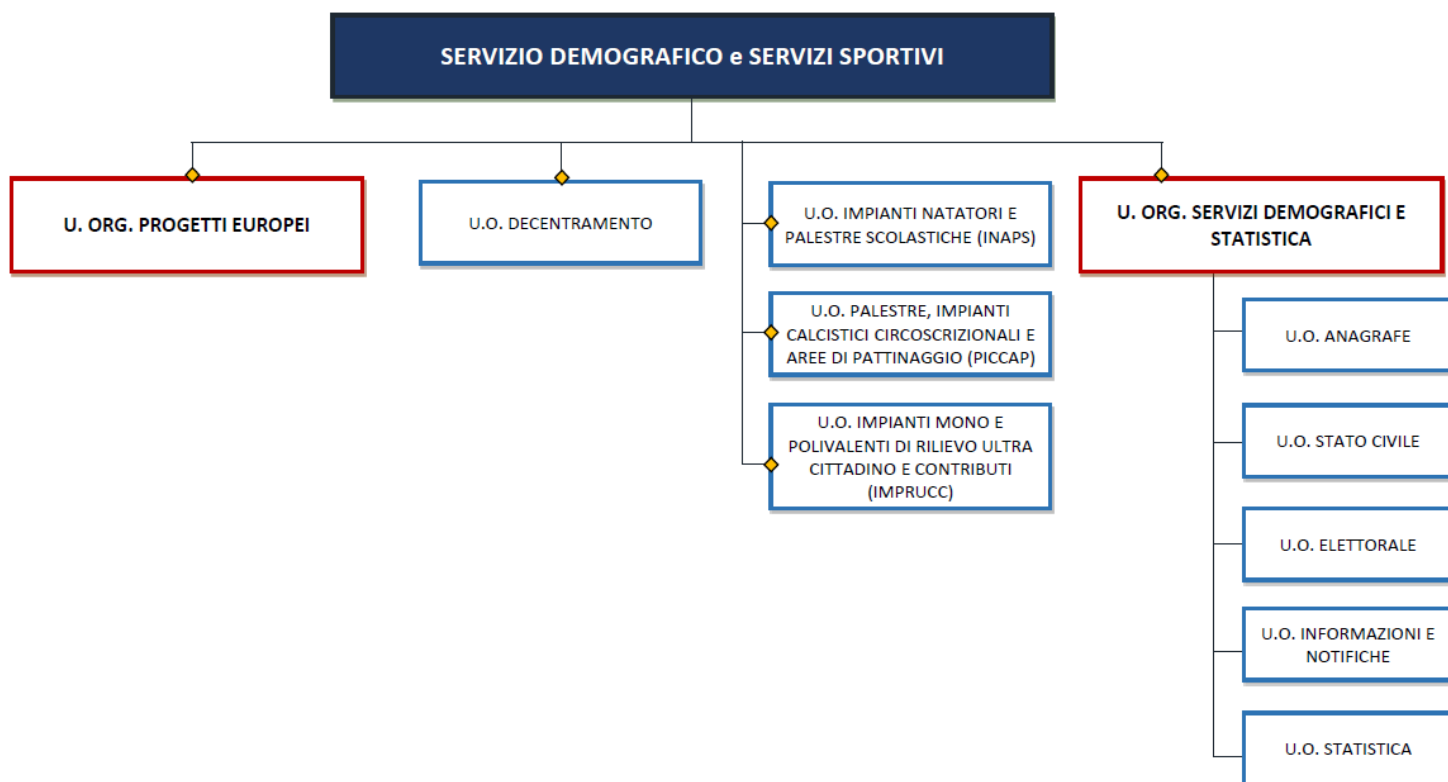 SERVIZIO DEMOGRAFICO e SERVIZI SPORTIVI
U. ORG. PROGETTI EUROPEI
U.O. DECENTRAMENTO
U.O. IMPIANTI NATATORI E
PALESTRE SCOLASTICHE (INAPS)
U.O. PALESTRE, IMPIANTI
CALCISTICI CIRCOSCRIZIONALI E
AREE DI PATTINAGGIO (PICCAP)
U.O. IMPIANTI MONO E
POLIVALENTI DI RILIEVO ULTRA
CITTADINO E CONTRIBUTI
(IMPRUCC)
U. ORG. SERVIZI DEMOGRAFICI E
STATISTICA
U.O. ANAGRAFE
U.O. STATO CIVILE
U.O. ELETTORALE
U.O. INFORMAZIONI E
NOTIFICHE
U.O. STATISTICA